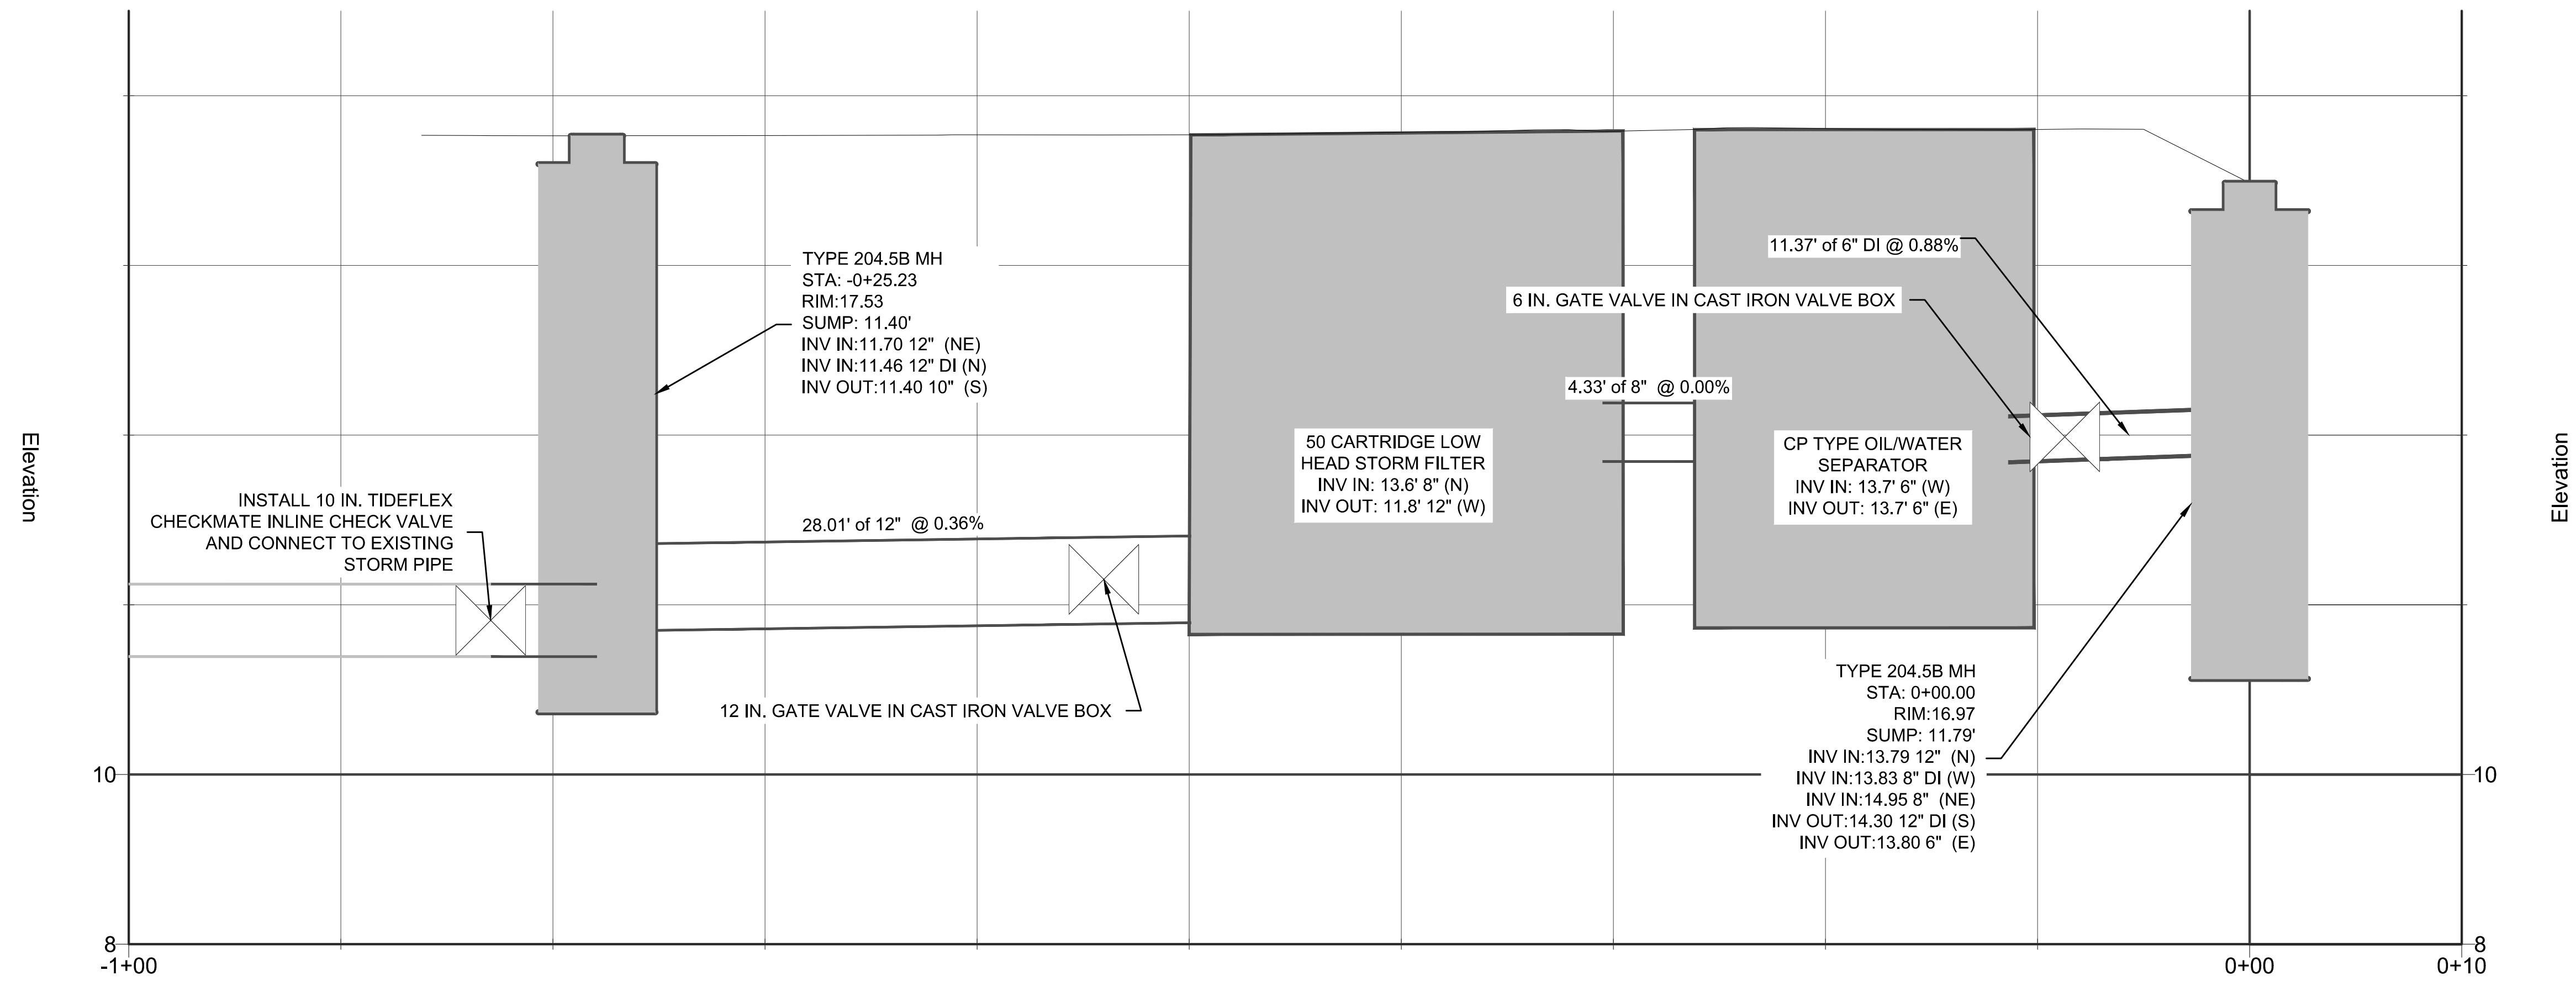 Elevation
TYPE 204.5B MH
STA: -0+25.23
RIM:17.53
SUMP: 11.40'
INV IN:11.70 12" (NE)
INV IN:11.46 12" DI (N)
INV OUT:11.40 10" (S)
INSTALL 10 IN. TIDEFLEX
CHECKMATE INLINE CHECK VALVE
AND CONNECT TO EXISTING
STORM PIPE
28.01' of 12" @ 0.36%
12 IN. GATE VALVE IN CAST IRON VALVE BOX
50 CARTRIDGE LOW
HEAD STORM FILTER
INV IN: 13.6' 8" (N)
INV OUT: 11.8' 12" (W)
4.33' of 8" @ 0.00%
11.37' of 6" DI @ 0.88%
6 IN. GATE VALVE IN CAST IRON VALVE BOX
CP TYPE OIL/WATER
SEPARATOR
INV IN: 13.7' 6" (W)
INV OUT: 13.7' 6" (E)
TYPE 204.5B MH
STA: 0+00.00
RIM:16.97
SUMP: 11.79'
INV IN:13.79 12" (N)
INV IN:13.83 8" DI (W)
INV IN:14.95 8" (NE)
INV OUT:14.30 12" DI (S)
INV OUT:13.80 6" (E)
Elevation
10
10
8
8
-1+00
0+00
0+10